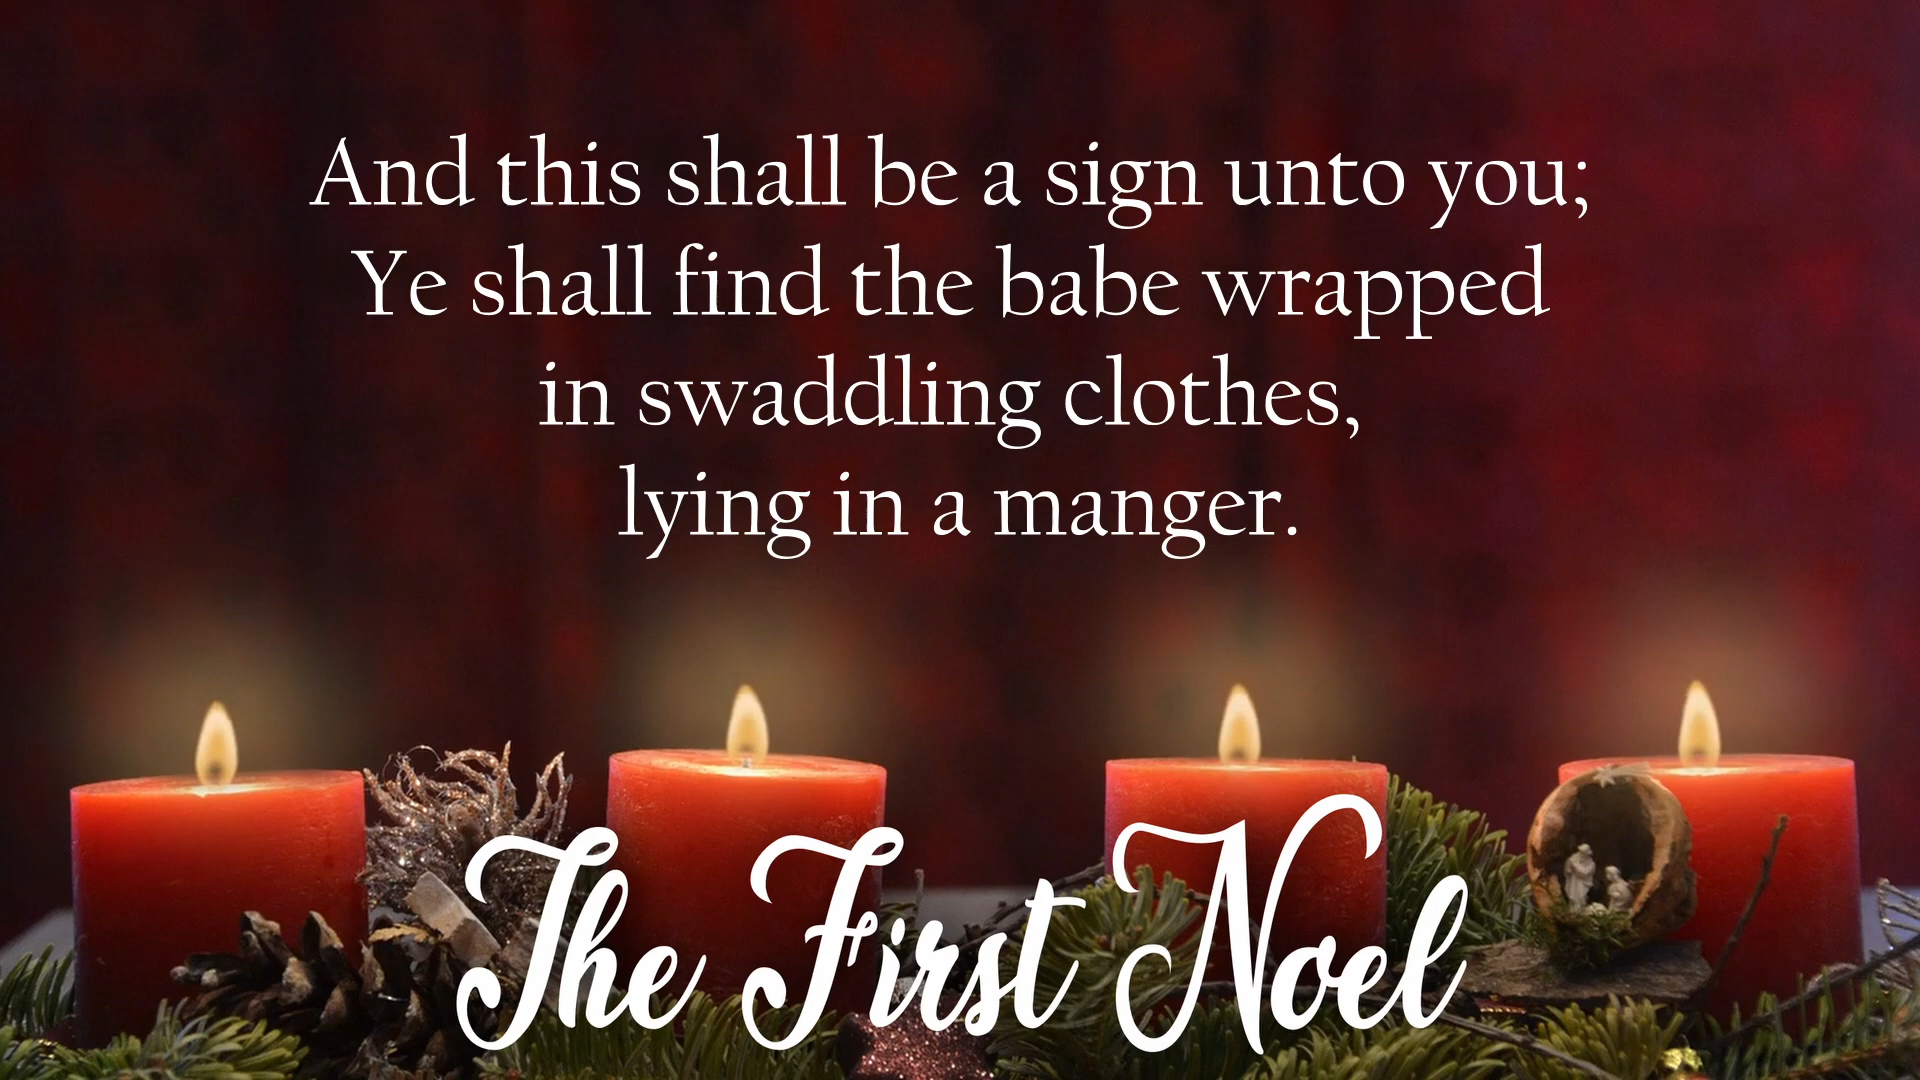 And this shall be a sign unto you;
Ye shall find the babe wrapped
in swaddling clothes,
lying in a manger.
The First Noel